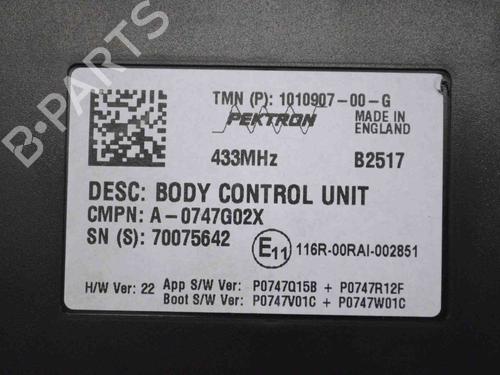 B-PARTS
TMN (P): 1010907-00-G
PEKTRON
MADE IN
ENGLAND
433MHz
B2517
DESC: BODY CONTROL UNIT
CMPN: A-0747G02X
SN (S): 70075642
E11
116R-00RAI-002851
H/W Ver: 22
App S/W Ver: P0747Q15B + P0747R12F
Boot S/W Ver: P0747V01C + P0747W01C